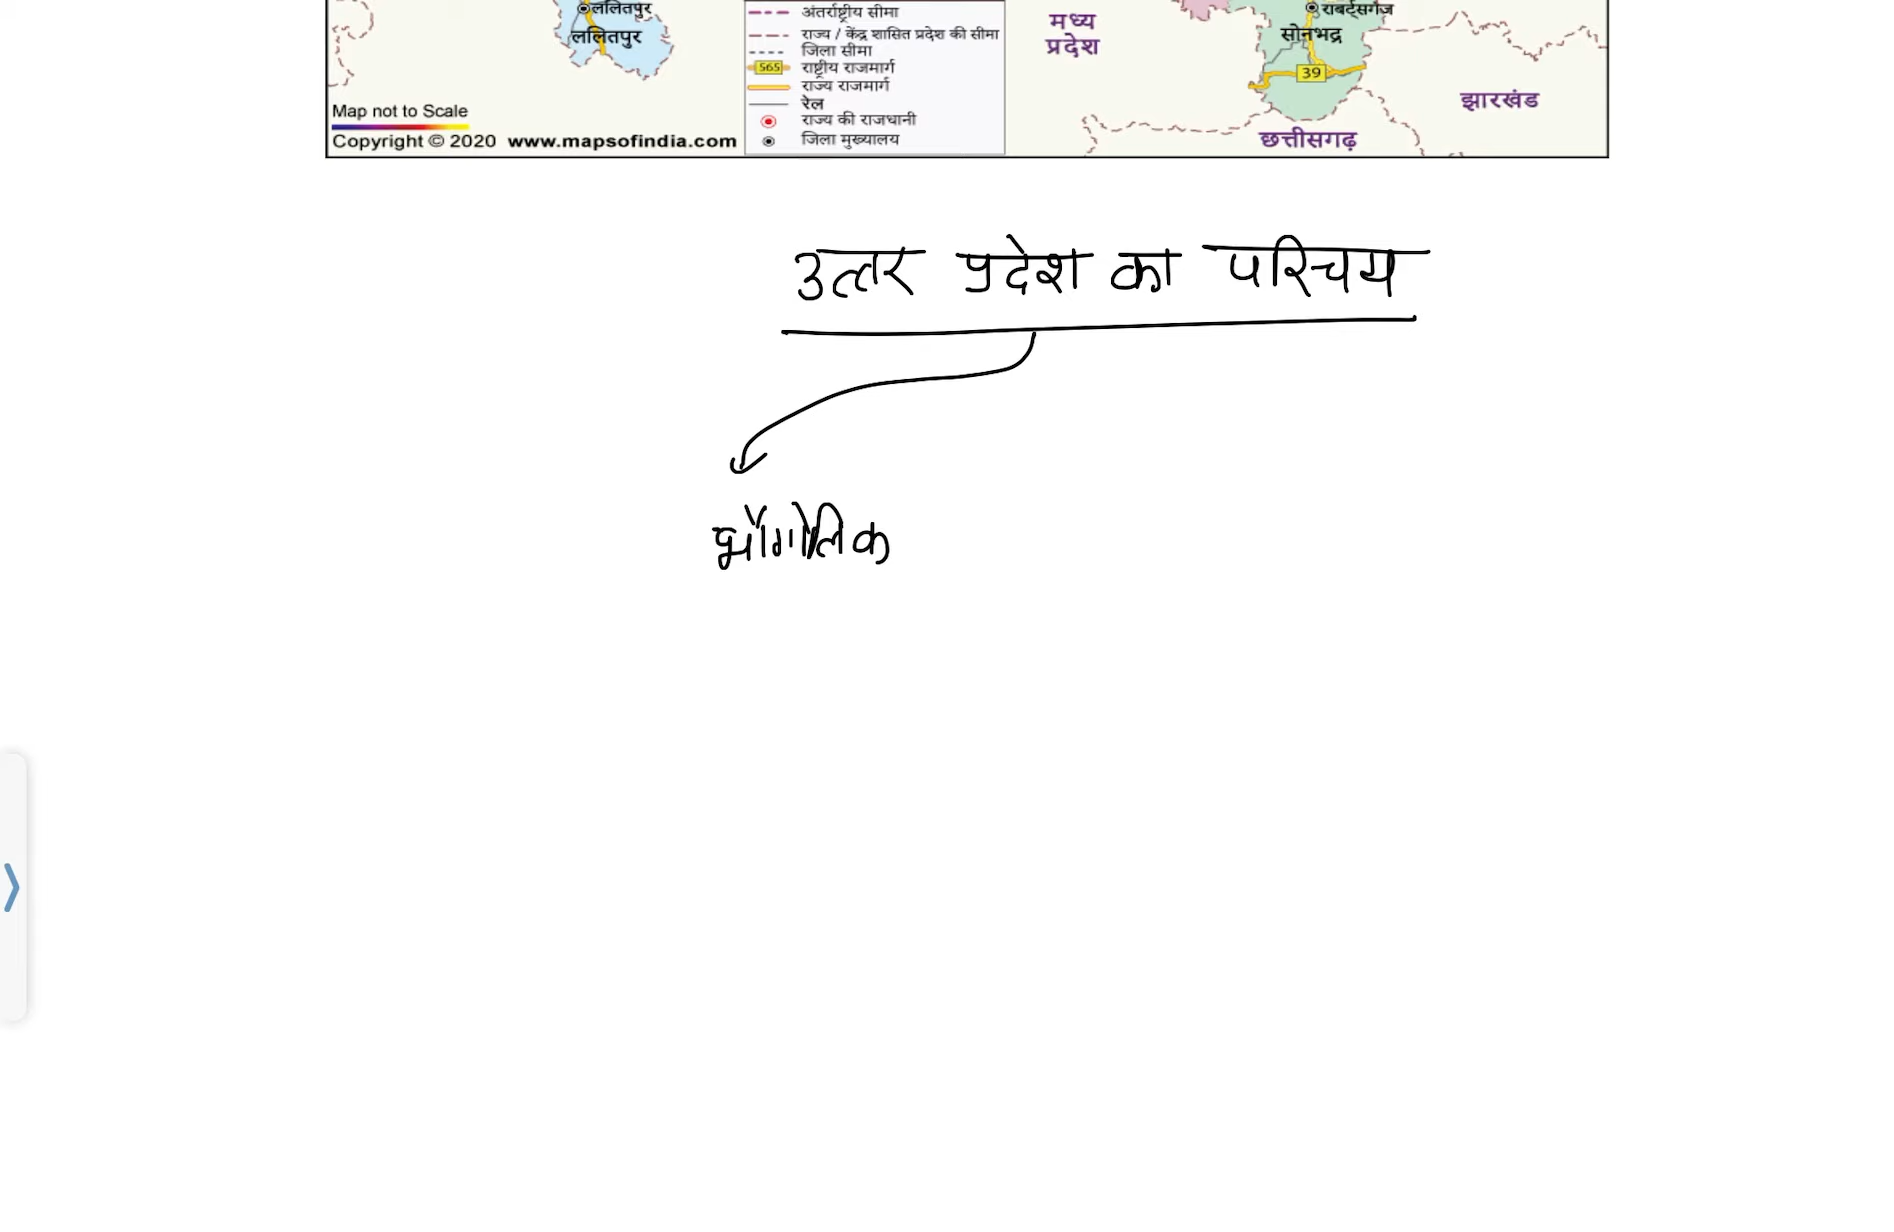 ललितपुर
ललितपुर
अंतर्राष्ट्रीय सीमा
राज्य / केंद्र शासित प्रदेश की सीमा
जिला सीमा
565 राष्ट्रीय राजमार्ग
राज्य राजमार्ग
रेल
राज्य की राजधानी
जिला मुख्यालय
Map not to Scale
Copyright © 2020 www.mapsofindia.com
मध्य
प्रदेश
राबर्ट्सगंज
सोनभद्र
39
झारखंड
छत्तीसगढ़
उत्तर प्रदेश का परिचय
भौगोलिक